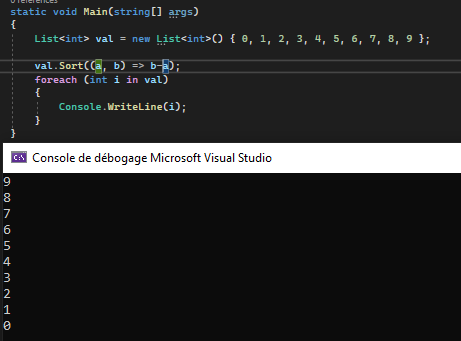 0 references
static void Main(string[] args)
{
List<int> val = new List<int>() { 0, 1, 2, 3, 4, 5, 6, 7, 8, 9 };
val.Sort((a, b) => b-a);
foreach (int i in val)
{
Console.WriteLine(i);
}
}
C:\ Console de débogage Microsoft Visual Studio
9
8
7
6
5
4
3
2
1
0